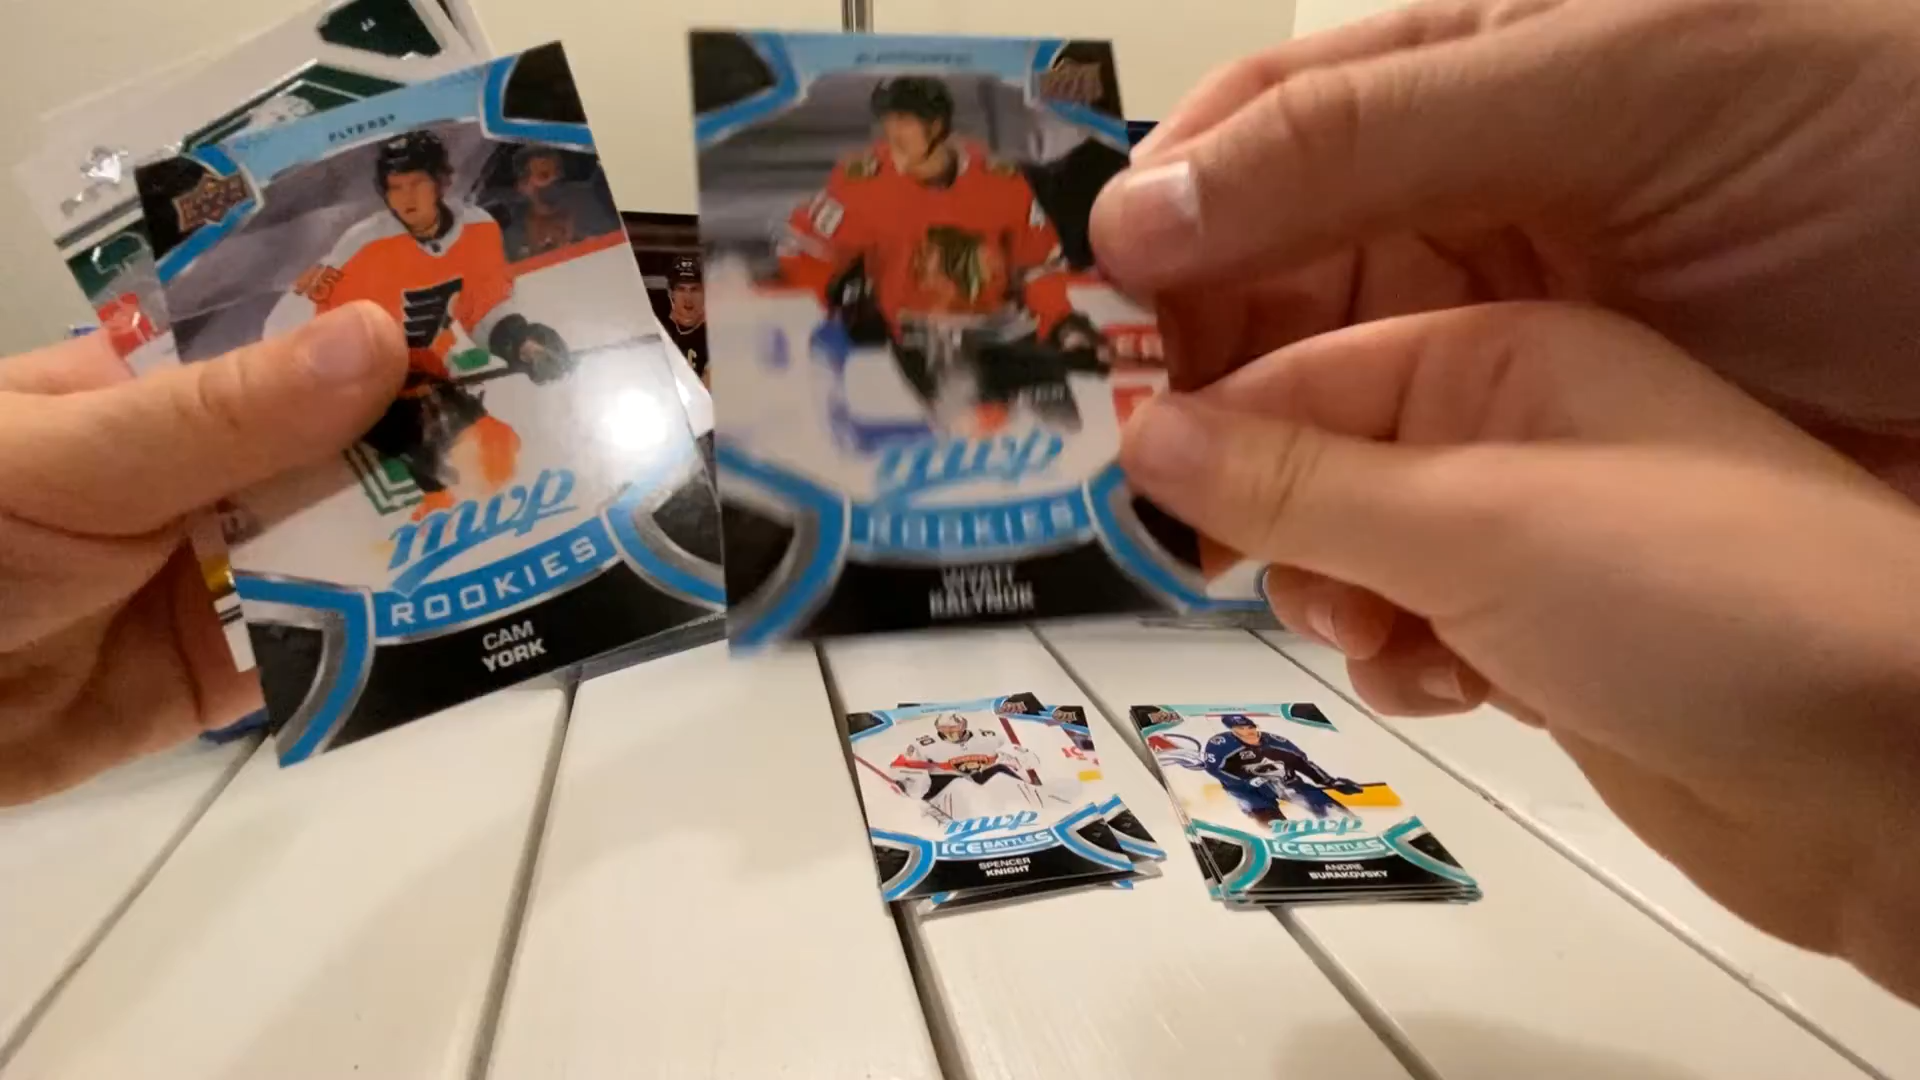 FLYERS
mvp
ROOKIES
CAM
YORK
mvp
ROOKIES
WYATT
KALYNUK
30
mvp
ICE BATTLES
SPENCER
KNIGHT
mvp
ICE BATTLES
ANDRE
BURAKOVSKY